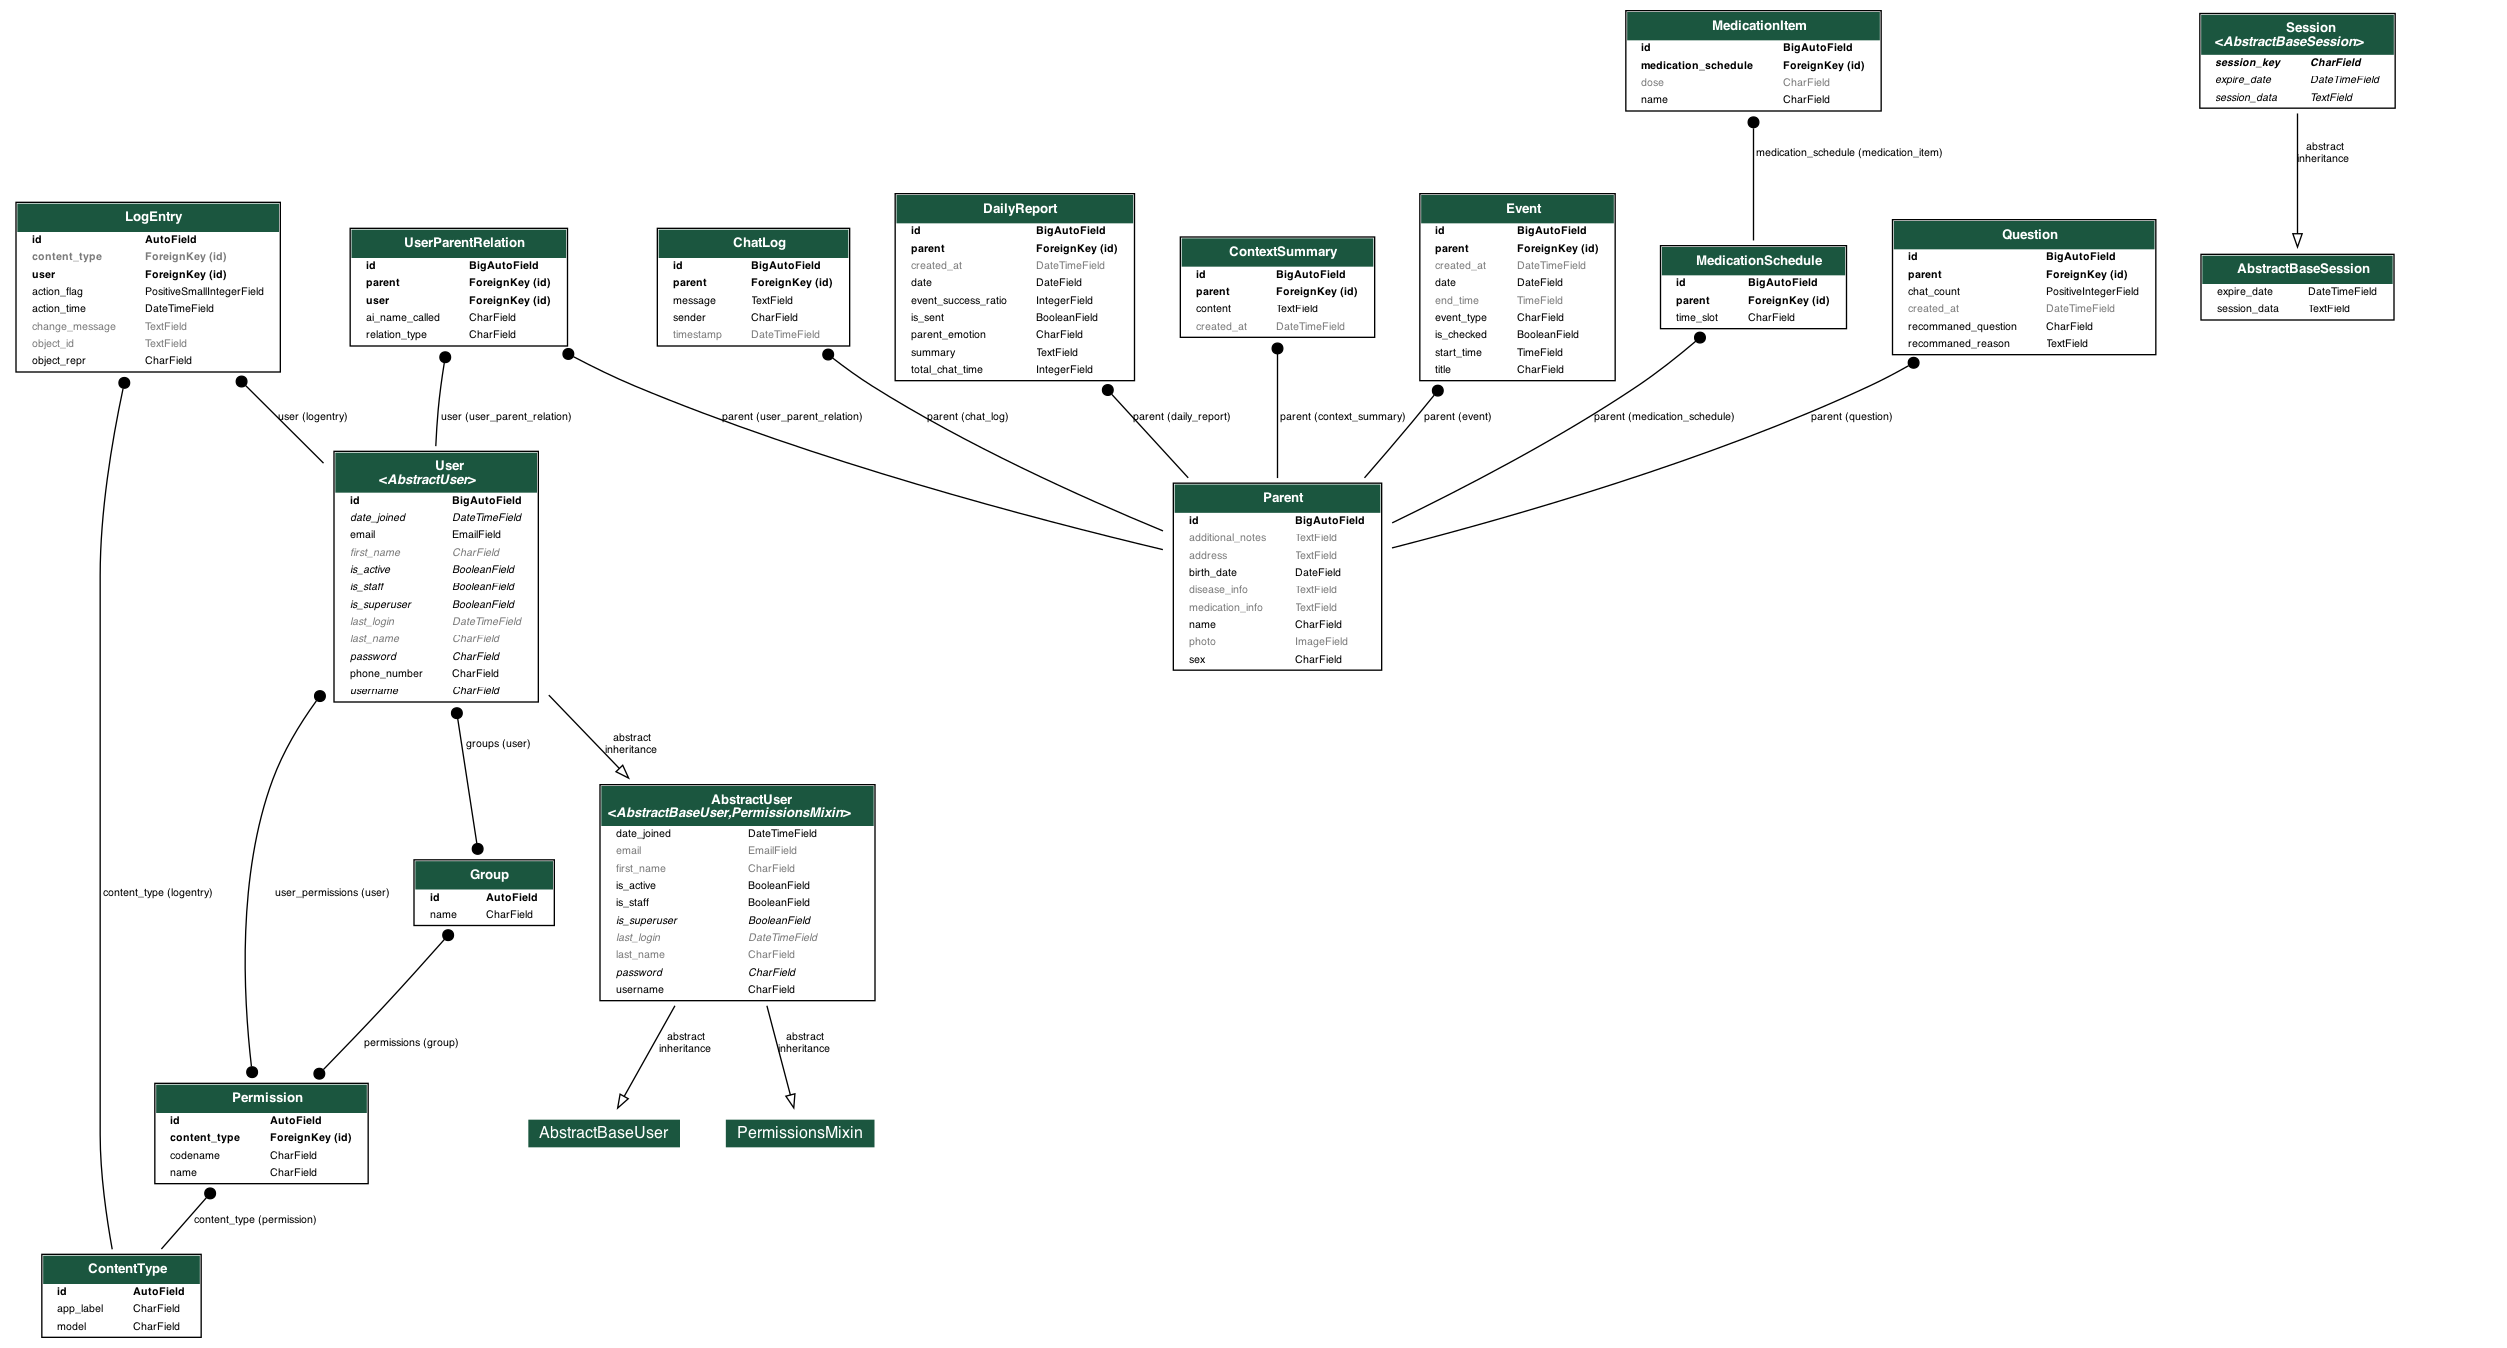 MedicationItem
id BigAutoField
medication_schedule ForeignKey (id)
dose CharField
name CharField
Session
<AbstractBaseSession>
session_key CharField
expire_date DateTimeField
session_data TextField
medication_schedule (medication_item)
abstract
inheritance
LogEntry
id AutoField
content_type ForeignKey (id)
user ForeignKey (id)
action_flag PositiveSmallIntegerField
action_time DateTimeField
change_message TextField
object_id TextField
object_repr CharField
UserParentRelation
id BigAutoField
parent ForeignKey (id)
user ForeignKey (id)
ai_name_called CharField
relation_type CharField
ChatLog
id BigAutoField
parent ForeignKey (id)
message TextField
sender CharField
timestamp DateTimeField
DailyReport
id BigAutoField
parent ForeignKey (id)
created_at DateTimeField
date DateField
event_success_ratio IntegerField
is_sent BooleanField
parent_emotion CharField
summary TextField
total_chat_time IntegerField
ContextSummary
id BigAutoField
parent ForeignKey (id)
content TextField
created_at DateTimeField
Event
id BigAutoField
parent ForeignKey (id)
created_at DateTimeField
date DateField
end_time TimeField
event_type CharField
is_checked BooleanField
start_time TimeField
title CharField
MedicationSchedule
id BigAutoField
parent ForeignKey (id)
time_slot CharField
Question
id BigAutoField
parent ForeignKey (id)
chat_count PositiveIntegerField
created_at DateTimeField
recommaned_question CharField
recommaned_reason TextField
AbstractBaseSession
expire_date DateTimeField
session_data TextField
user (logentry)
user (user_parent_relation)
parent (user_parent_relation)
parent (chat_log)
parent (daily_report)
parent (context_summary)
parent (event)
parent (medication_schedule)
parent (question)
User
<AbstractUser>
id BigAutoField
date_joined DateTimeField
email EmailField
first_name CharField
is_active BooleanField
is_staff BooleanField
is_superuser BooleanField
last_login DateTimeField
last_name CharField
password CharField
phone_number CharField
username CharField
Parent
id BigAutoField
additional_notes TextField
address TextField
birth_date DateField
disease_info TextField
medication_info TextField
name CharField
photo ImageField
sex CharField
groups (user)
abstract
inheritance
AbstractUser
<AbstractBaseUser,PermissionsMixin>
date_joined DateTimeField
email EmailField
first_name CharField
is_active BooleanField
is_staff BooleanField
is_superuser BooleanField
last_login DateTimeField
last_name CharField
password CharField
username CharField
content_type (logentry)
user_permissions (user)
Group
id AutoField
name CharField
permissions (group)
abstract
inheritance
abstract
inheritance
Permission
id AutoField
content_type ForeignKey (id)
codename CharField
name CharField
AbstractBaseUser
PermissionsMixin
content_type (permission)
ContentType
id AutoField
app_label CharField
model CharField